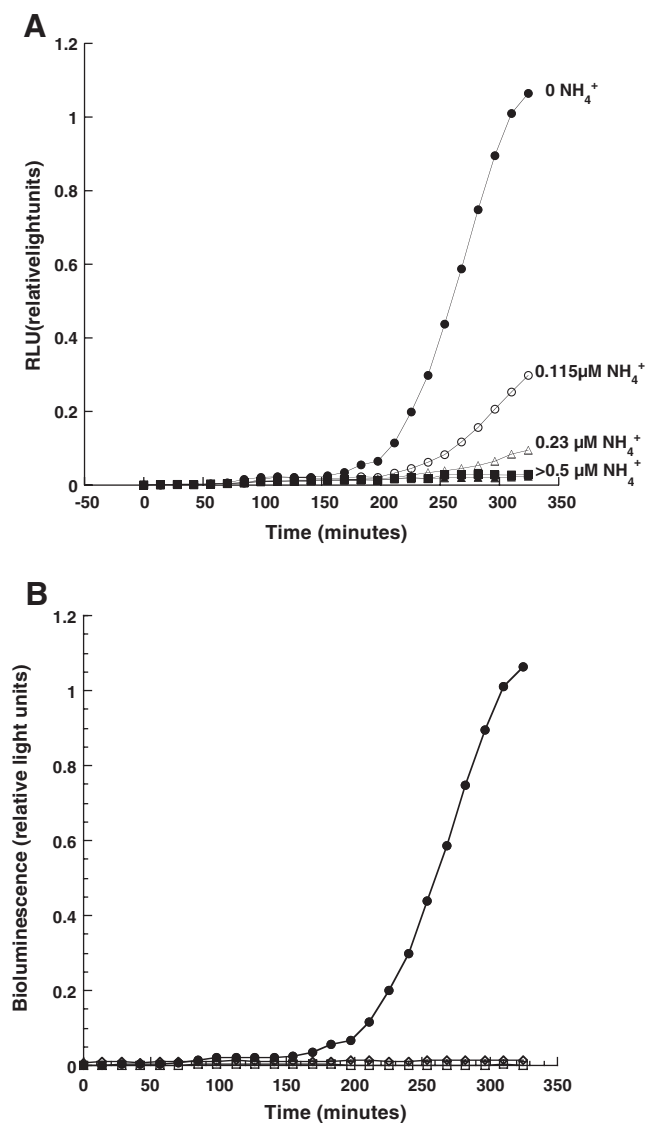 A
1.2
1
0.8
0.6
0.4
0.2
0
RLU(relativelightunits)
0 NH4+
0.115µM NH4+
0.23 µM NH4+
>0.5 µM NH4+
-50 0 50 100 150 200 250 300 350
Time (minutes)
B
1.2
1
0.8
0.6
0.4
0.2
0
Bioluminescence (relative light units)
0 50 100 150 200 250 300 350
Time (minutes)